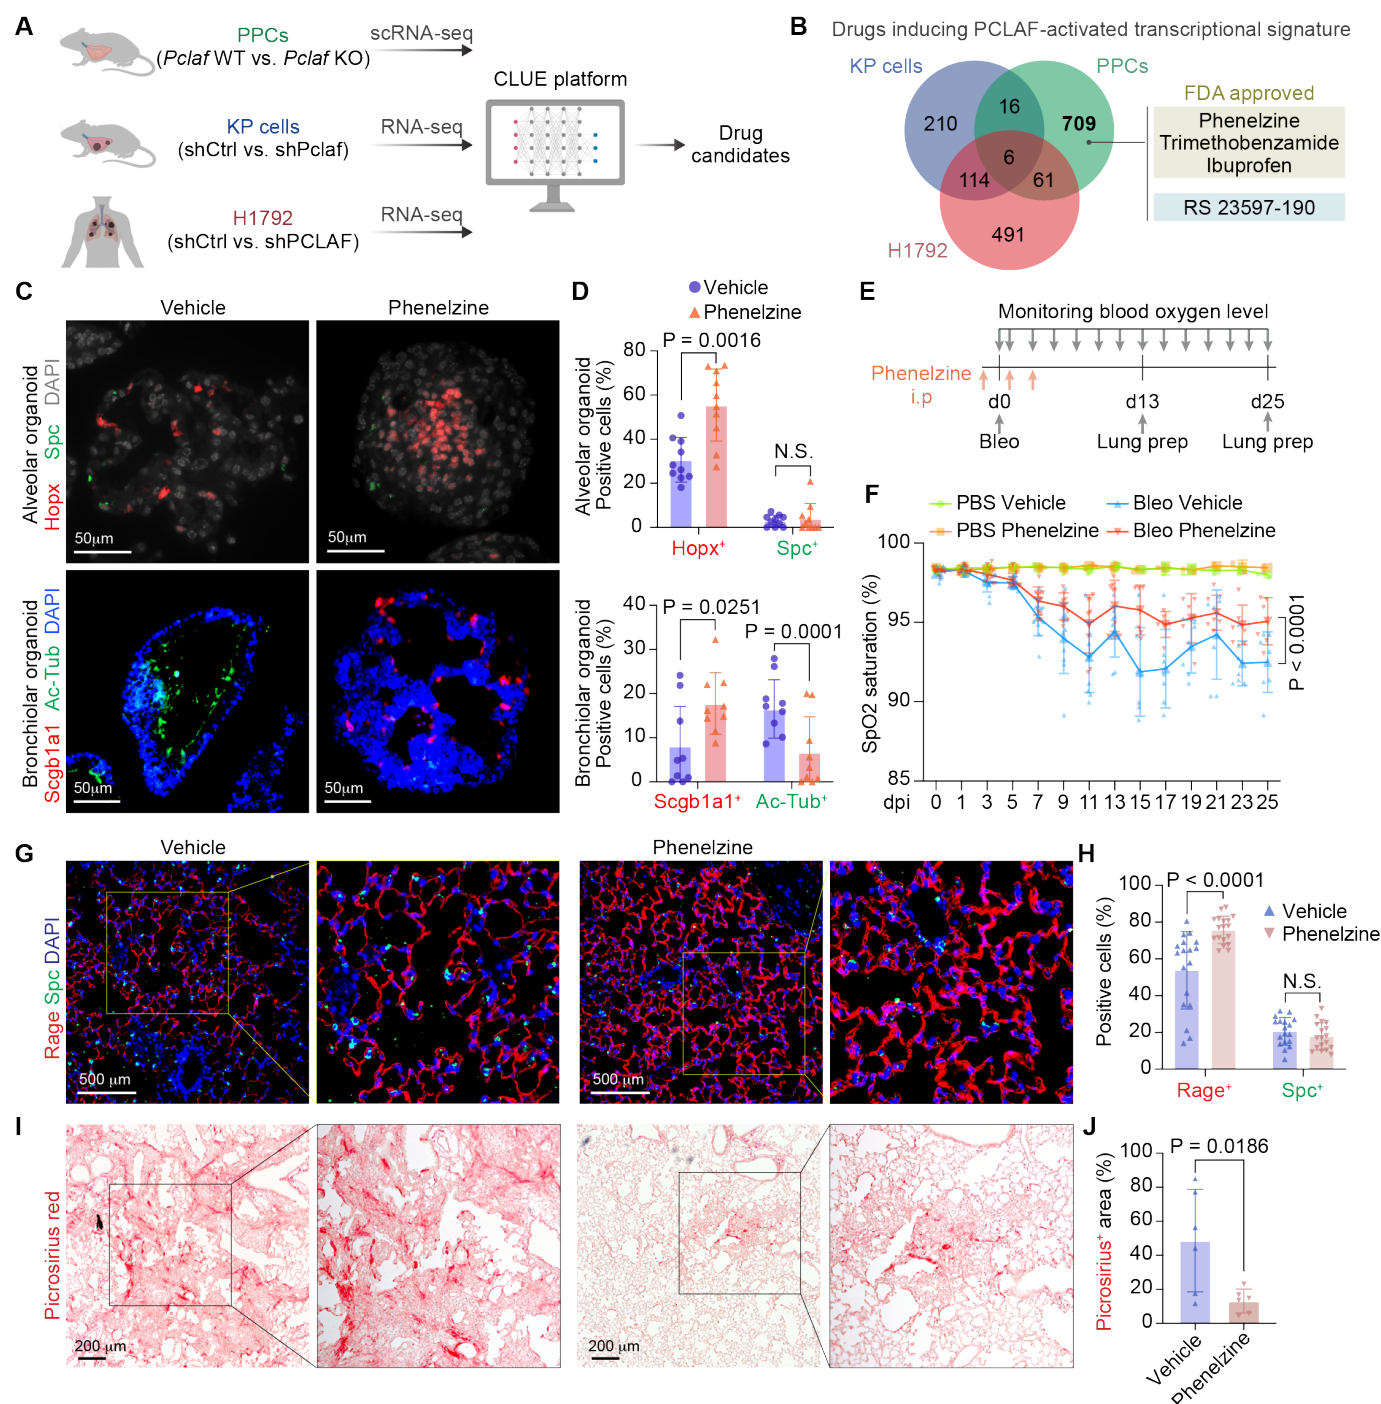 A
PPCs
(Pclaf WT vs. Pclaf KO)
scRNA-seq
KP cells
(shCtrl vs. shPclaf)
RNA-seq
H1792
(shCtrl vs. shPCLAF)
RNA-seq
CLUE platform
Drug
candidates
B
Drugs inducing PCLAF-activated transcriptional signature
KP cells
PPCs
H1792
210
16
709
6
114
61
491
FDA approved
Phenelzine
Trimethobenzamide
Ibuprofen
RS 23597-190
C
Vehicle
Phenelzine
Alveolar organoid
Hopx Spc DAPI
50μm
50μm
Bronchiolar organoid
Scgb1a1 Ac-Tub DAPI
50μm
50μm
D
Vehicle
Phenelzine
P = 0.0016
N.S.
Alveolar organoid
Positive cells (%)
80
60
40
20
0
Hopx⁺
Spc⁺
P = 0.0251
P = 0.0001
Bronchiolar organoid
Positive cells (%)
40
30
20
10
0
Scgb1a1⁺
Ac-Tub⁺
E
Monitoring blood oxygen level
Phenelzine
i.p
d0
d13
d25
Bleo
Lung prep
Lung prep
F
PBS Vehicle
Bleo Vehicle
PBS Phenelzine
Bleo Phenelzine
SpO2 saturation (%)
100
95
90
85
P < 0.0001
dpi 0 1 3 5 7 9 11 13 15 17 19 21 23 25
G
Vehicle
Phenelzine
Rage Spc DAPI
500 μm
500 μm
H
P < 0.0001
N.S.
Vehicle
Phenelzine
Positive cells (%)
100
80
60
40
20
0
Rage⁺
Spc⁺
I
Picrosirius red
200 μm
200 μm
J
P = 0.0186
Picrosirius⁺ area (%)
100
80
60
40
20
0
Vehicle
Phenelzine